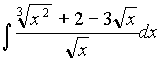 ∫ (∛(x²) + 2 − 3√x) / √x dx